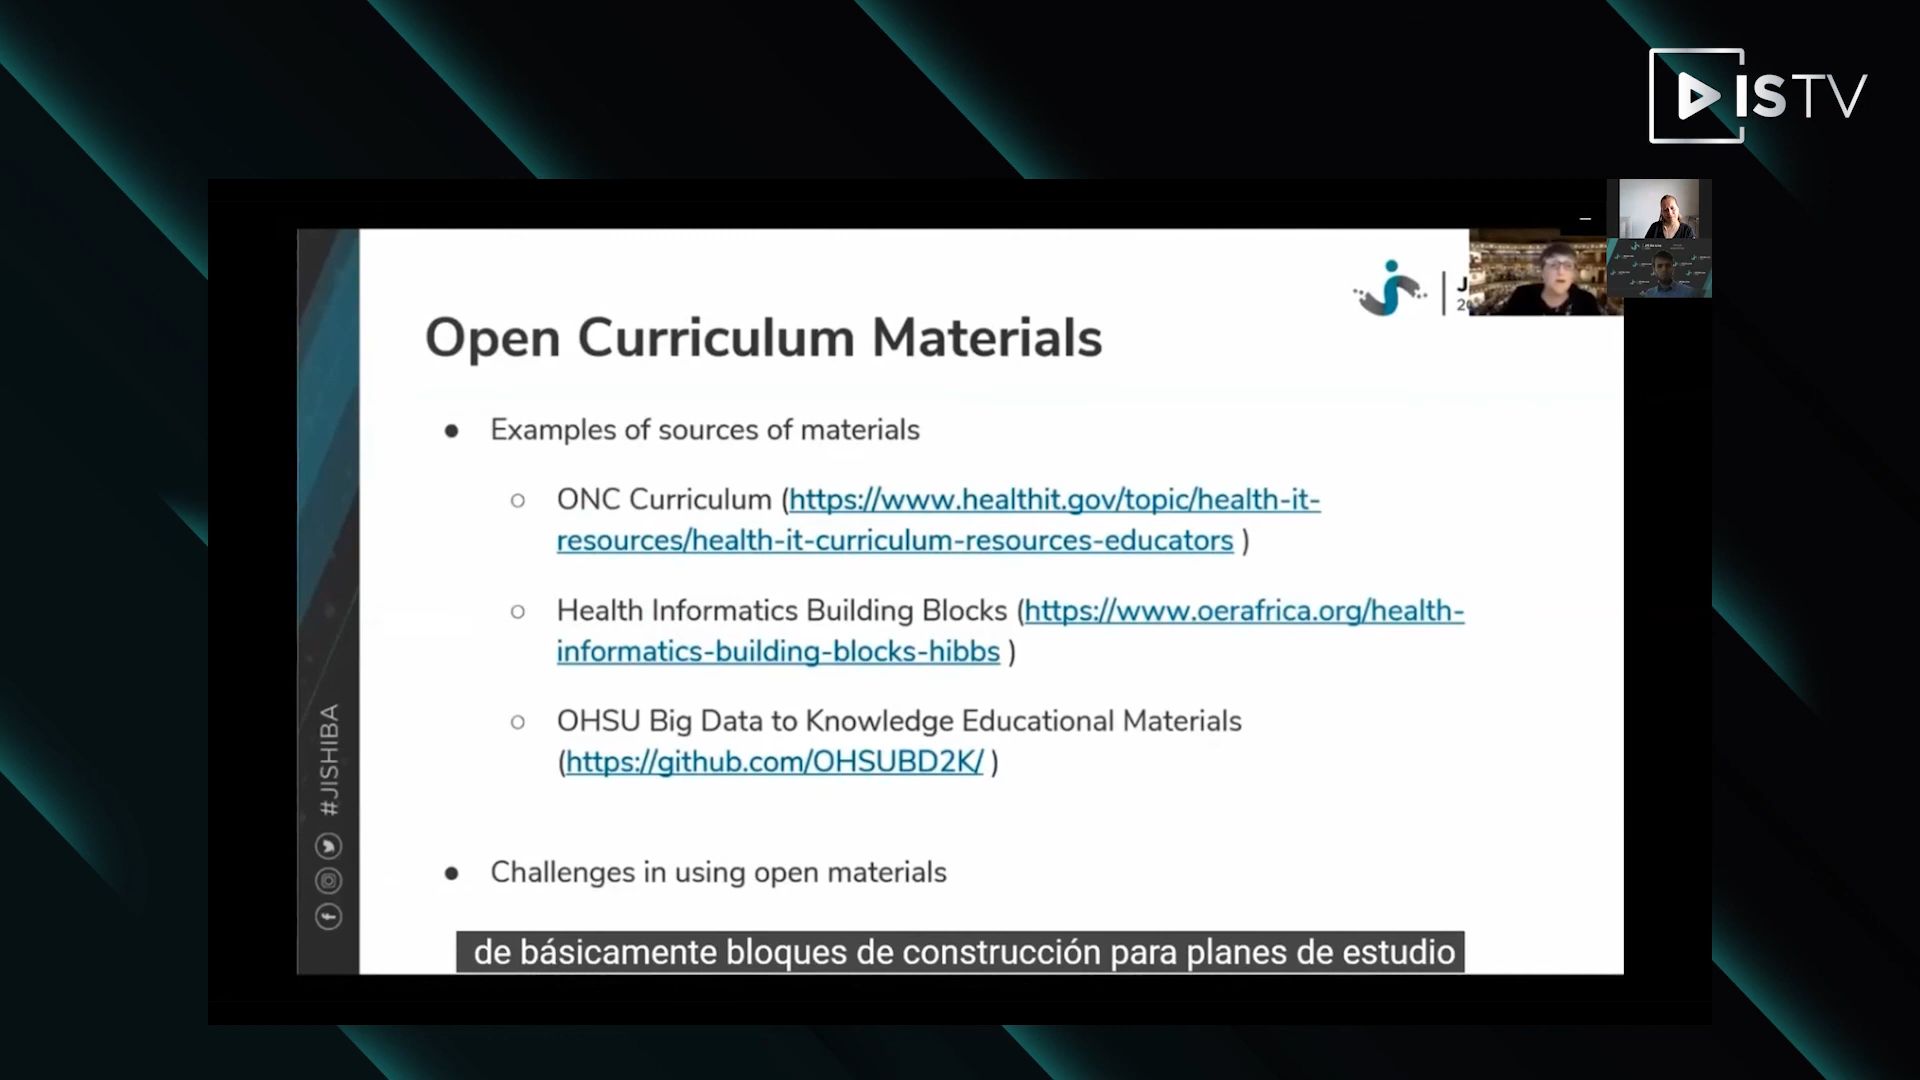 ISTV
Open Curriculum Materials
● Examples of sources of materials
○ ONC Curriculum (https://www.healthit.gov/topic/health-it-
resources/health-it-curriculum-resources-educators )
○ Health Informatics Building Blocks (https://www.oerafrica.org/health-
informatics-building-blocks-hibbs )
○ OHSU Big Data to Knowledge Educational Materials
(https://github.com/OHSUBD2K/ )
● Challenges in using open materials
#JISHIBA
de básicamente bloques de construcción para planes de estudio